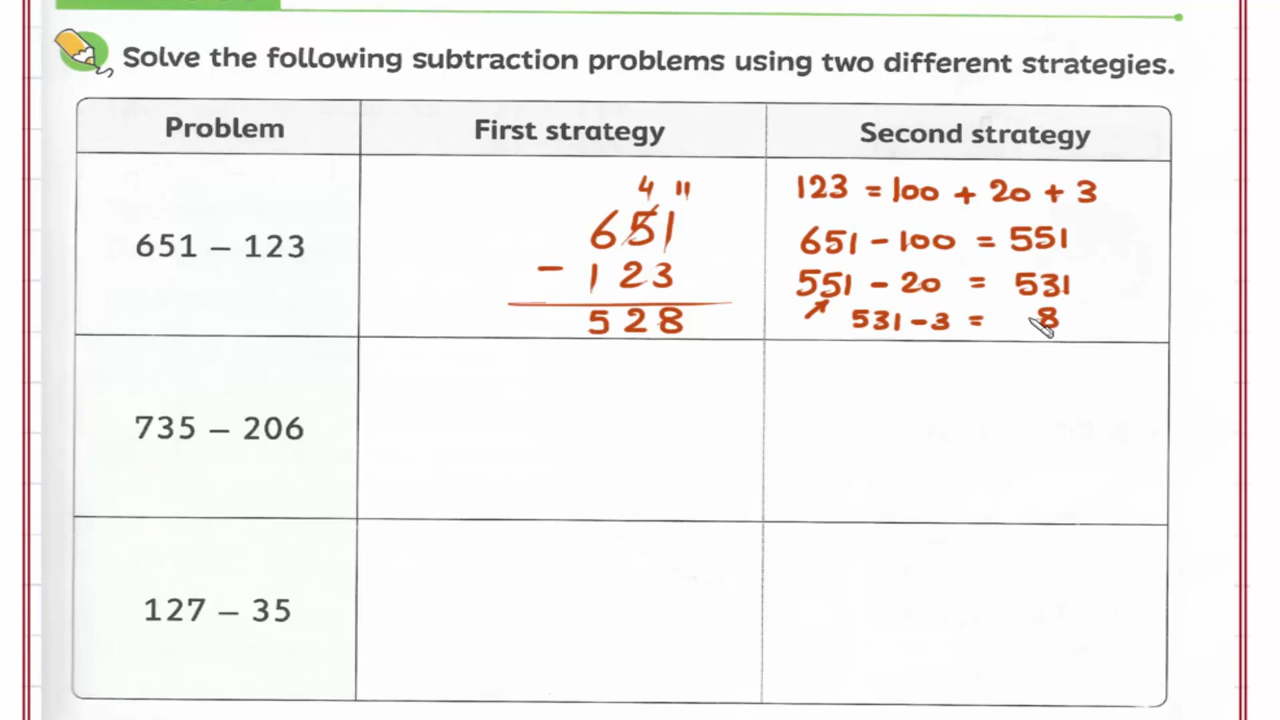 Solve the following subtraction problems using two different strategies.
Problem First strategy Second strategy
651 – 123
4 11
651
- 123
528
123 = 100 + 20 + 3
651 - 100 = 551
551 - 20 = 531
531 - 3 = 8
735 – 206
127 – 35